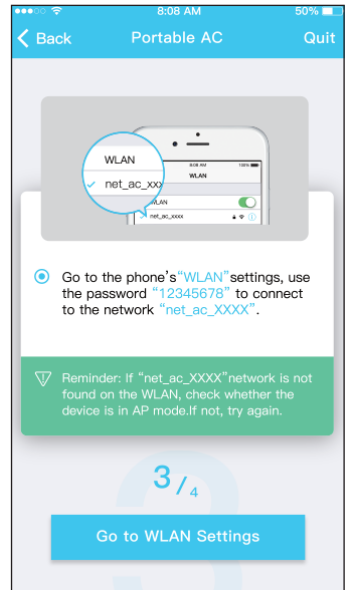 8:08 AM
50%
Back
Portable AC
Quit
WLAN
net_ac_xxx
8:08 AM
100%
WLAN
WLAN
net_ac_xxxx
Go to the phone's“WLAN”settings, use
the password “12345678” to connect
to the network “net_ac_XXXX”.
Reminder: If “net_ac_XXXX”network is not
found on the WLAN, check whether the
device is in AP mode.If not, try again.
3/4
Go to WLAN Settings
3